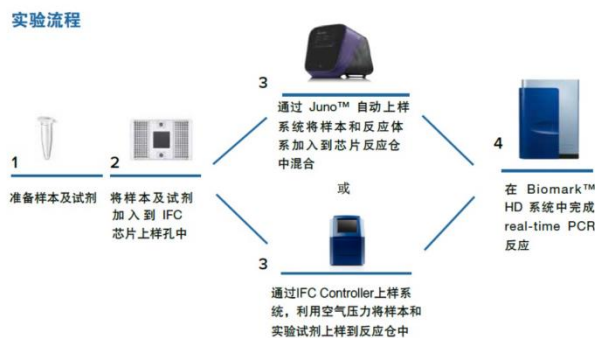 实验流程
1
准备样本及试剂
2
将样本及试剂
加入到 IFC
芯片上样孔中
3
通过 Juno™ 自动上样
系统将样本和反应体
系加入到芯片反应仓
中混合
或
3
通过IFC Controller上样系
统，利用空气压力将样本和
实验试剂上样到反应仓中
4
在 Biomark™
HD 系统中完成
real-time PCR
反应